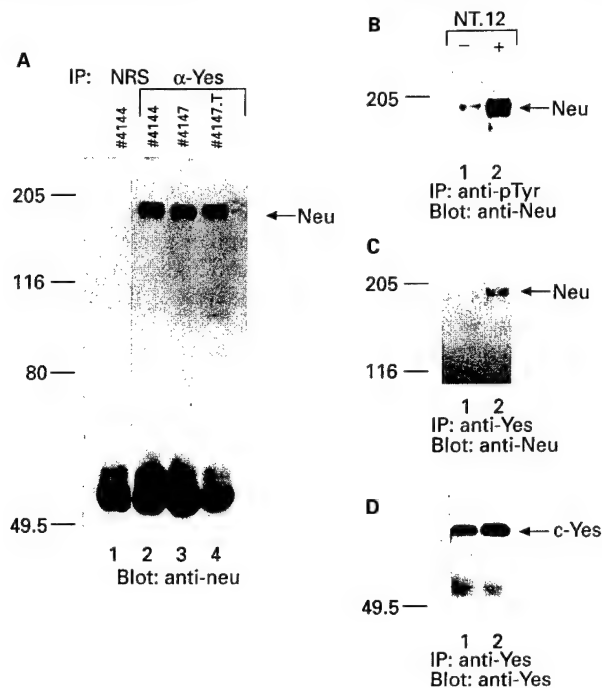 A
IP: NRS α-Yes
#4144 #4144 #4147 #4147.T
205
←Neu
116
80
49.5
1 2 3 4
Blot: anti-neu
B
NT.12
− +
205
←Neu
1 2
IP: anti-pTyr
Blot: anti-Neu
C
205
←Neu
116
1 2
IP: anti-Yes
Blot: anti-Neu
D
←c-Yes
49.5
1 2
IP: anti-Yes
Blot: anti-Yes